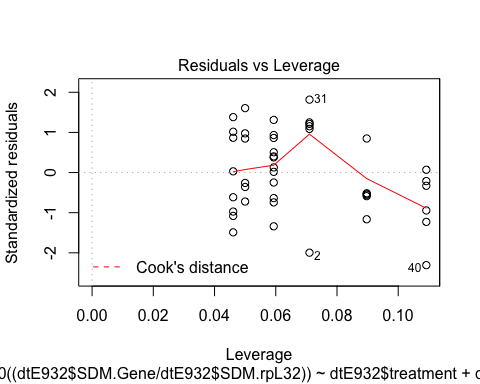 Residuals vs Leverage
Standardized residuals
2
1
0
-1
-2
31
2
40
Cook's distance
0.00 0.02 0.04 0.06 0.08 0.10
Leverage
0((dtE932$SDM.Gene/dtE932$SDM.rpL32)) ~ dtE932$treatment + c